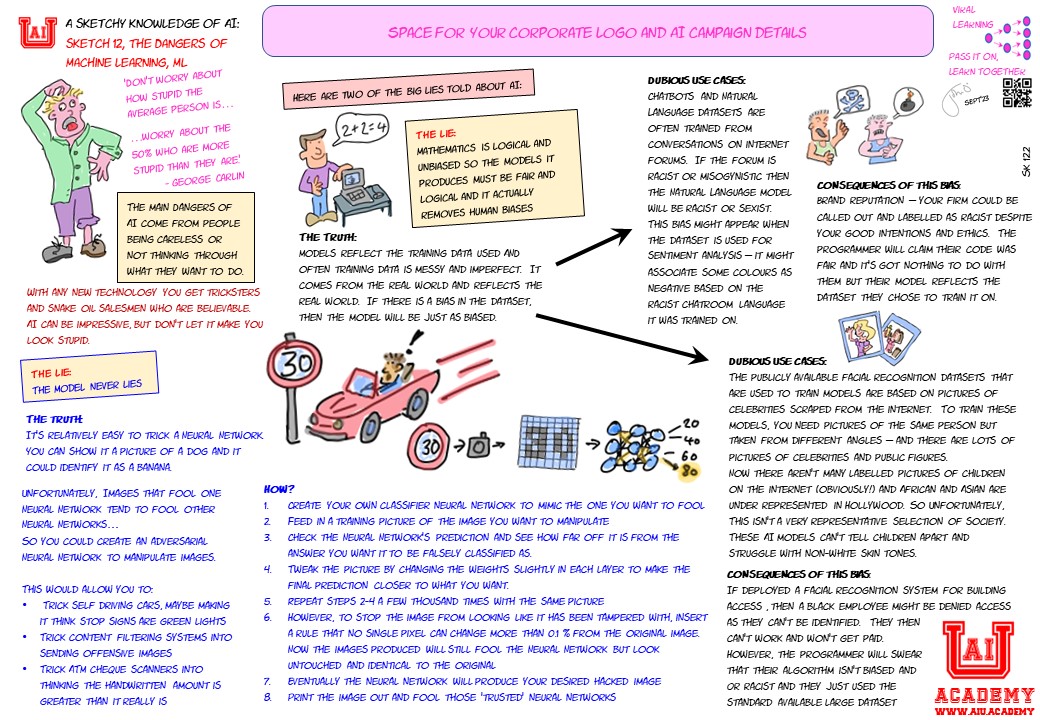 U AI
A SKETCHY KNOWLEDGE OF AI:
SKETCH 12, THE DANGERS OF
MACHINE LEARNING, ML
'DON'T WORRY ABOUT
HOW STUPID THE
AVERAGE PERSON IS...
...WORRY ABOUT THE
50% WHO ARE MORE
STUPID THAN THEY ARE'
- GEORGE CARLIN
THE MAIN DANGERS OF
AI COME FROM PEOPLE
BEING CARELESS OR
NOT THINKING THROUGH
WHAT THEY WANT TO DO.
WITH ANY NEW TECHNOLOGY YOU GET TRICKSTERS
AND SNAKE OIL SALESMEN WHO ARE BELIEVABLE.
AI CAN BE IMPRESSIVE, BUT DON'T LET IT MAKE YOU
LOOK STUPID.
THE LIE:
THE MODEL NEVER LIES
THE TRUTH:
IT'S RELATIVELY EASY TO TRICK A NEURAL NETWORK
YOU CAN SHOW IT A PICTURE OF A DOG AND IT
COULD IDENTIFY IT AS A BANANA.
UNFORTUNATELY, IMAGES THAT FOOL ONE
NEURAL NETWORK TEND TO FOOL OTHER
NEURAL NETWORKS...
SO YOU COULD CREATE AN ADVERSARIAL
NEURAL NETWORK TO MANIPULATE IMAGES.
THIS WOULD ALLOW YOU TO:
• TRICK SELF DRIVING CARS, MAYBE MAKING
IT THINK STOP SIGNS ARE GREEN LIGHTS
• TRICK CONTENT FILTERING SYSTEMS INTO
SENDING OFFENSIVE IMAGES
• TRICK ATM CHEQUE SCANNERS INTO
THINKING THE HANDWRITTEN AMOUNT IS
GREATER THAN IT REALLY IS
SPACE FOR YOUR CORPORATE LOGO AND AI CAMPAIGN DETAILS
HERE ARE TWO OF THE BIG LIES TOLD ABOUT AI:
2+2=4
THE LIE:
MATHEMATICS IS LOGICAL AND
UNBIASED SO THE MODELS IT
PRODUCES MUST BE FAIR AND
LOGICAL AND IT ACTUALLY
REMOVES HUMAN BIASES
THE TRUTH:
MODELS REFLECT THE TRAINING DATA USED AND
OFTEN TRAINING DATA IS MESSY AND IMPERFECT. IT
COMES FROM THE REAL WORLD AND REFLECTS THE
REAL WORLD. IF THERE IS A BIAS IN THE DATASET,
THEN THE MODEL WILL BE JUST AS BIASED.
30
!
30
20
20
40
60
80
HOW?
1. CREATE YOUR OWN CLASSIFIER NEURAL NETWORK TO MIMIC THE ONE YOU WANT TO FOOL
2. FEED IN A TRAINING PICTURE OF THE IMAGE YOU WANT TO MANIPULATE
3. CHECK THE NEURAL NETWORK'S PREDICTION AND SEE HOW FAR OFF IT IS FROM THE
ANSWER YOU WANT IT TO BE FALSELY CLASSIFIED AS.
4. TWEAK THE PICTURE BY CHANGING THE WEIGHTS SLIGHTLY IN EACH LAYER TO MAKE THE
FINAL PREDICTION CLOSER TO WHAT YOU WANT.
5. REPEAT STEPS 2-4 A FEW THOUSAND TIMES WITH THE SAME PICTURE
6. HOWEVER, TO STOP THE IMAGE FROM LOOKING LIKE IT HAS BEEN TAMPERED WITH, INSERT
A RULE THAT NO SINGLE PIXEL CAN CHANGE MORE THAN 0.1 % FROM THE ORIGINAL IMAGE.
NOW THE IMAGES PRODUCED WILL STILL FOOL THE NEURAL NETWORK BUT LOOK
UNTOUCHED AND IDENTICAL TO THE ORIGINAL
7. EVENTUALLY THE NEURAL NETWORK WILL PRODUCE YOUR DESIRED HACKED IMAGE
8. PRINT THE IMAGE OUT AND FOOL THOSE 'TRUSTED' NEURAL NETWORKS
DUBIOUS USE CASES:
CHATBOTS AND NATURAL
LANGUAGE DATASETS ARE
OFTEN TRAINED FROM
CONVERSATIONS ON INTERNET
FORUMS. IF THE FORUM IS
RACIST OR MISOGYNISTIC THEN
THE NATURAL LANGUAGE MODEL
WILL BE RACIST OR SEXIST.
THIS BIAS MIGHT APPEAR WHEN
THE DATASET IS USED FOR
SENTIMENT ANALYSIS – IT MIGHT
ASSOCIATE SOME COLOURS AS
NEGATIVE BASED ON THE
RACIST CHATROOM LANGUAGE
IT WAS TRAINED ON.
VIRAL
LEARNING
PASS IT ON,
LEARN TOGETHER
SEPT23
SK 12.2
CONSEQUENCES OF THIS BIAS:
BRAND REPUTATION – YOUR FIRM COULD BE
CALLED OUT AND LABELLED AS RACIST DESPITE
YOUR GOOD INTENTIONS AND ETHICS. THE
PROGRAMMER WILL CLAIM THEIR CODE WAS
FAIR AND IT'S GOT NOTHING TO DO WITH
THEM BUT THEIR MODEL REFLECTS THE
DATASET THEY CHOSE TO TRAIN IT ON.
DUBIOUS USE CASES:
THE PUBLICLY AVAILABLE FACIAL RECOGNITION DATASETS THAT
ARE USED TO TRAIN MODELS ARE BASED ON PICTURES OF
CELEBRITIES SCRAPED FROM THE INTERNET. TO TRAIN THESE
MODELS, YOU NEED PICTURES OF THE SAME PERSON BUT
TAKEN FROM DIFFERENT ANGLES – AND THERE ARE LOTS OF
PICTURES OF CELEBRITIES AND PUBLIC FIGURES.
NOW THERE AREN'T MANY LABELLED PICTURES OF CHILDREN
ON THE INTERNET (OBVIOUSLY!) AND AFRICAN AND ASIAN ARE
UNDER REPRESENTED IN HOLLYWOOD. SO UNFORTUNATELY,
THIS ISN'T A VERY REPRESENTATIVE SELECTION OF SOCIETY.
THESE AI MODELS CAN'T TELL CHILDREN APART AND
STRUGGLE WITH NON-WHITE SKIN TONES.
CONSEQUENCES OF THIS BIAS:
IF DEPLOYED A FACIAL RECOGNITION SYSTEM FOR BUILDING
ACCESS , THEN A BLACK EMPLOYEE MIGHT BE DENIED ACCESS
AS THEY CAN'T BE IDENTIFIED. THEY THEN
CAN'T WORK AND WON'T GET PAID.
HOWEVER, THE PROGRAMMER WILL SWEAR
THAT THEIR ALGORITHM ISN'T BIASED AND
OR RACIST AND THEY JUST USED THE
STANDARD AVAILABLE LARGE DATASET
U AI
ACADEMY
WWW.AIU.ACADEMY